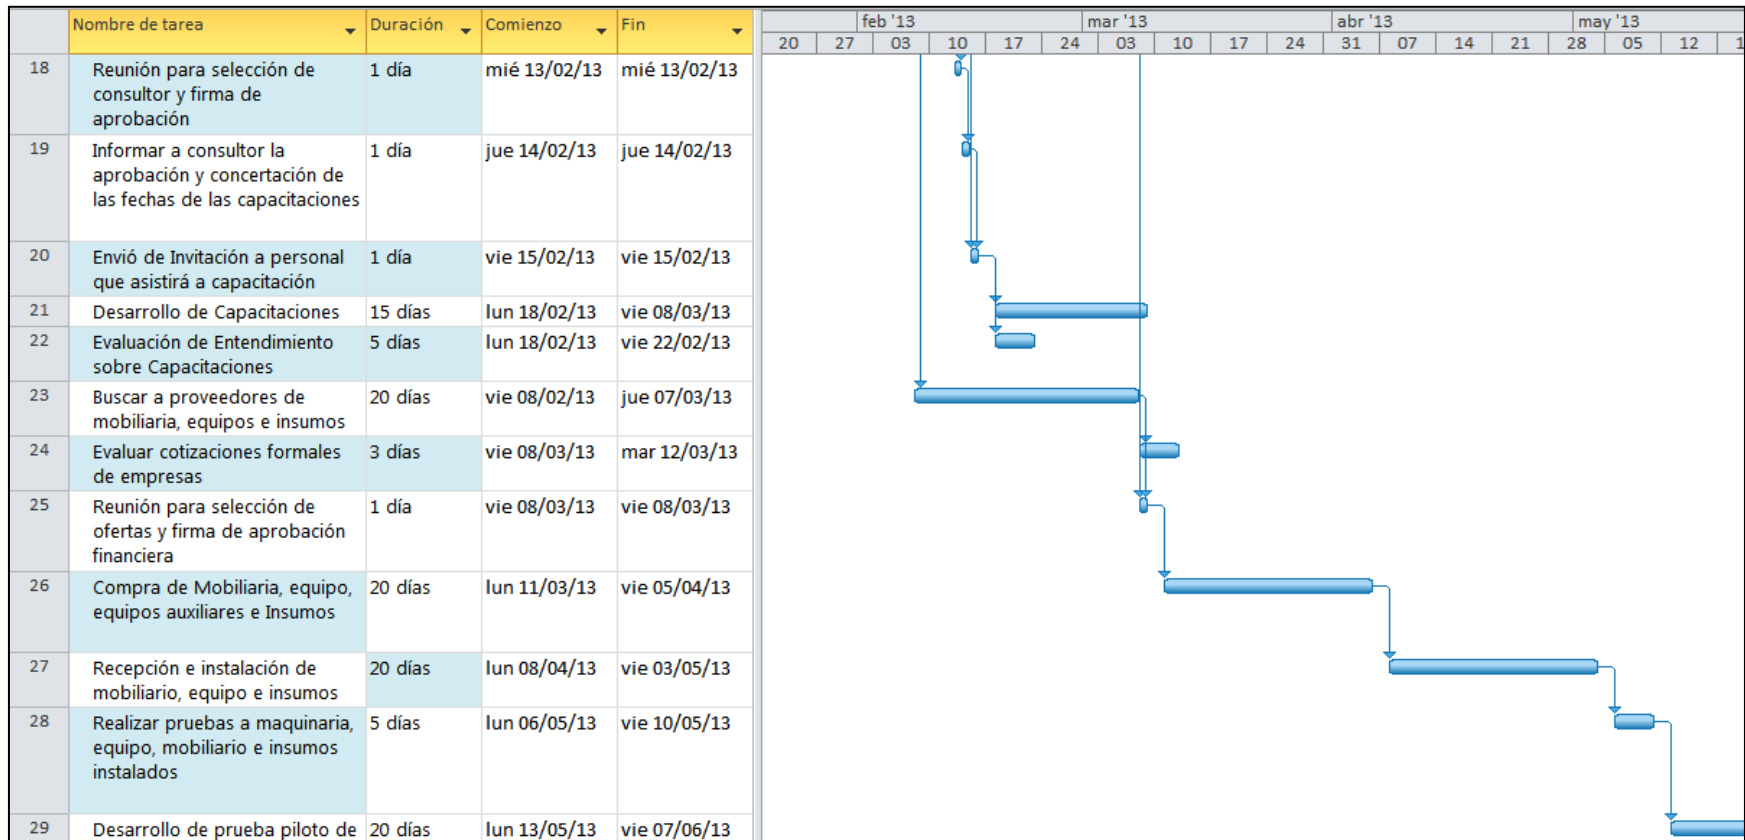 Nombre de tarea Duración Comienzo Fin
feb '13 mar '13 abr '13 may '13
20 27 03 10 17 24 03 10 17 24 31 07 14 21 28 05 12 1
18 Reunión para selección de 1 día mié 13/02/13 mié 13/02/13
consultor y firma de
aprobación
19 Informar a consultor la 1 día jue 14/02/13 jue 14/02/13
aprobación y concertación de
las fechas de las capacitaciones
20 Envió de Invitación a personal 1 día vie 15/02/13 vie 15/02/13
que asistirá a capacitación
21 Desarrollo de Capacitaciones 15 días lun 18/02/13 vie 08/03/13
22 Evaluación de Entendimiento 5 días lun 18/02/13 vie 22/02/13
sobre Capacitaciones
23 Buscar a proveedores de 20 días vie 08/02/13 jue 07/03/13
mobiliaria, equipos e insumos
24 Evaluar cotizaciones formales 3 días vie 08/03/13 mar 12/03/13
de empresas
25 Reunión para selección de 1 día vie 08/03/13 vie 08/03/13
ofertas y firma de aprobación
financiera
26 Compra de Mobiliaria, equipo, 20 días lun 11/03/13 vie 05/04/13
equipos auxiliares e Insumos
27 Recepción e instalación de 20 días lun 08/04/13 vie 03/05/13
mobiliario, equipo e insumos
28 Realizar pruebas a maquinaria, 5 días lun 06/05/13 vie 10/05/13
equipo, mobiliario e insumos
instalados
29 Desarrollo de prueba piloto de 20 días lun 13/05/13 vie 07/06/13